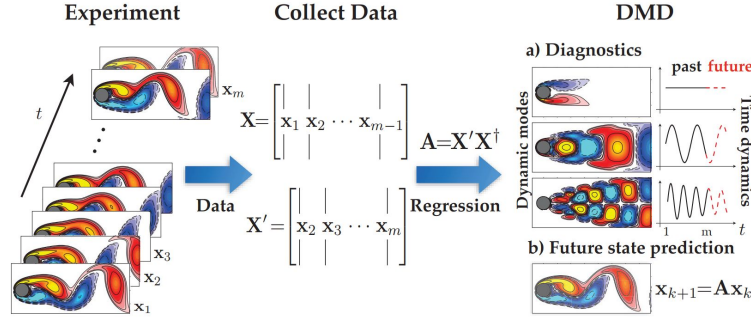 Experiment
Collect Data
DMD
t
x_m
x_3
x_2
x_1
Data
X = [x_1 x_2 ⋯ x_{m−1}]
X′ = [x_2 x_3 ⋯ x_m]
A=X′X†
Regression
a) Diagnostics
Dynamic modes
past future
Time dynamics
1 m t
b) Future state prediction
x_{k+1}=Ax_k